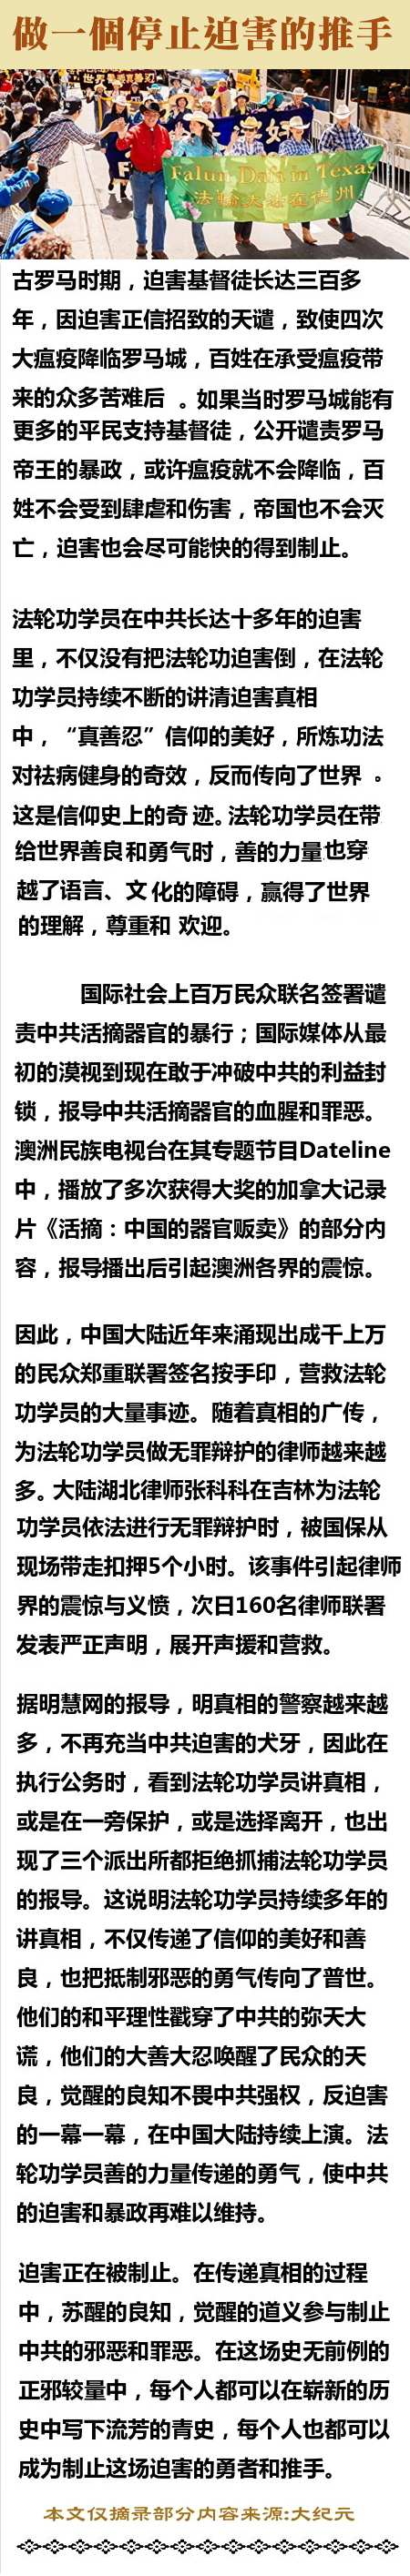 做一個停止迫害的推手
Falun Dafa in Texas
法輪大法在德州
古罗马时期，迫害基督徒长达三百多
年，因迫害正信招致的天谴，致使四次
大瘟疫降临罗马城，百姓在承受瘟疫带
来的众多苦难后 。如果当时罗马城能有
更多的平民支持基督徒，公开谴责罗马
帝王的暴政，或许瘟疫就不会降临，百
姓不会受到肆虐和伤害，帝国也不会灭
亡，迫害也会尽可能快的得到制止。
法轮功学员在中共长达十多年的迫害
里，不仅没有把法轮功迫害倒，在法轮
功学员持续不断的讲清迫害真相
中，“真善忍”信仰的美好，所炼功法
对祛病健身的奇效，反而传向了世界 。
这是信仰史上的奇 迹。法轮功学员在带
给世界善良和勇气时，善的力量也穿
越了语言、文 化的障碍，赢得了世界
的理解，尊重和 欢迎。
国际社会上百万民众联名签署谴
责中共活摘器官的暴行；国际媒体从最
初的漠视到现在敢于冲破中共的利益封
锁，报导中共活摘器官的血腥和罪恶。
澳洲民族电视台在其专题节目Dateline
中，播放了多次获得大奖的加拿大记录
片《活摘：中国的器官贩卖》的部分内
容，报导播出后引起澳洲各界的震惊。
因此，中国大陆近年来涌现出成千上万
的民众郑重联署签名按手印，营救法轮
功学员的大量事迹。随着真相的广传，
为法轮功学员做无罪辩护的律师越来越
多。大陆湖北律师张科科在吉林为法轮
功学员依法进行无罪辩护时，被国保从
现场带走扣押5个小时。该事件引起律师
界的震惊与义愤，次日160名律师联署
发表严正声明，展开声援和营救。
据明慧网的报导，明真相的警察越来越
多，不再充当中共迫害的犬牙，因此在
执行公务时，看到法轮功学员讲真相，
或是在一旁保护，或是选择离开，也出
现了三个派出所都拒绝抓捕法轮功学员
的报导。这说明法轮功学员持续多年的
讲真相，不仅传递了信仰的美好和善
良，也把抵制邪恶的勇气传向了普世。
他们的和平理性戳穿了中共的弥天大
谎，他们的大善大忍唤醒了民众的天
良，觉醒的良知不畏中共强权，反迫害
的一幕一幕，在中国大陆持续上演。法
轮功学员善的力量传递的勇气，使中共
的迫害和暴政再难以维持。
迫害正在被制止。在传递真相的过程
中，苏醒的良知，觉醒的道义参与制止
中共的邪恶和罪恶。在这场史无前例的
正邪较量中，每个人都可以在崭新的历
史中写下流芳的青史，每个人也都可以
成为制止这场迫害的勇者和推手。
本文仅摘录部分内容来源:大纪元